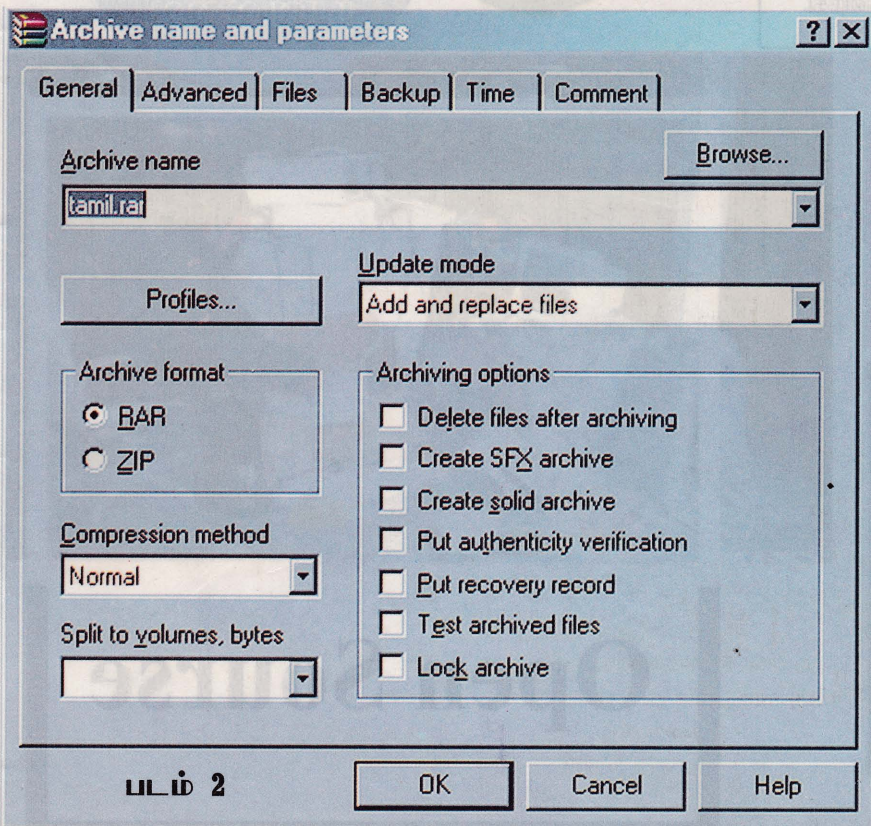 Archive name and parameters
General Advanced Files Backup Time Comment
Archive name
Browse...
tamil.rar
Update mode
Profiles...
Add and replace files
Archive format
RAR
ZIP
Archiving options
Delete files after archiving
Create SFX archive
Create solid archive
Put authenticity verification
Put recovery record
Test archived files
Lock archive
Compression method
Normal
Split to volumes, bytes
படம் 2
OK Cancel Help